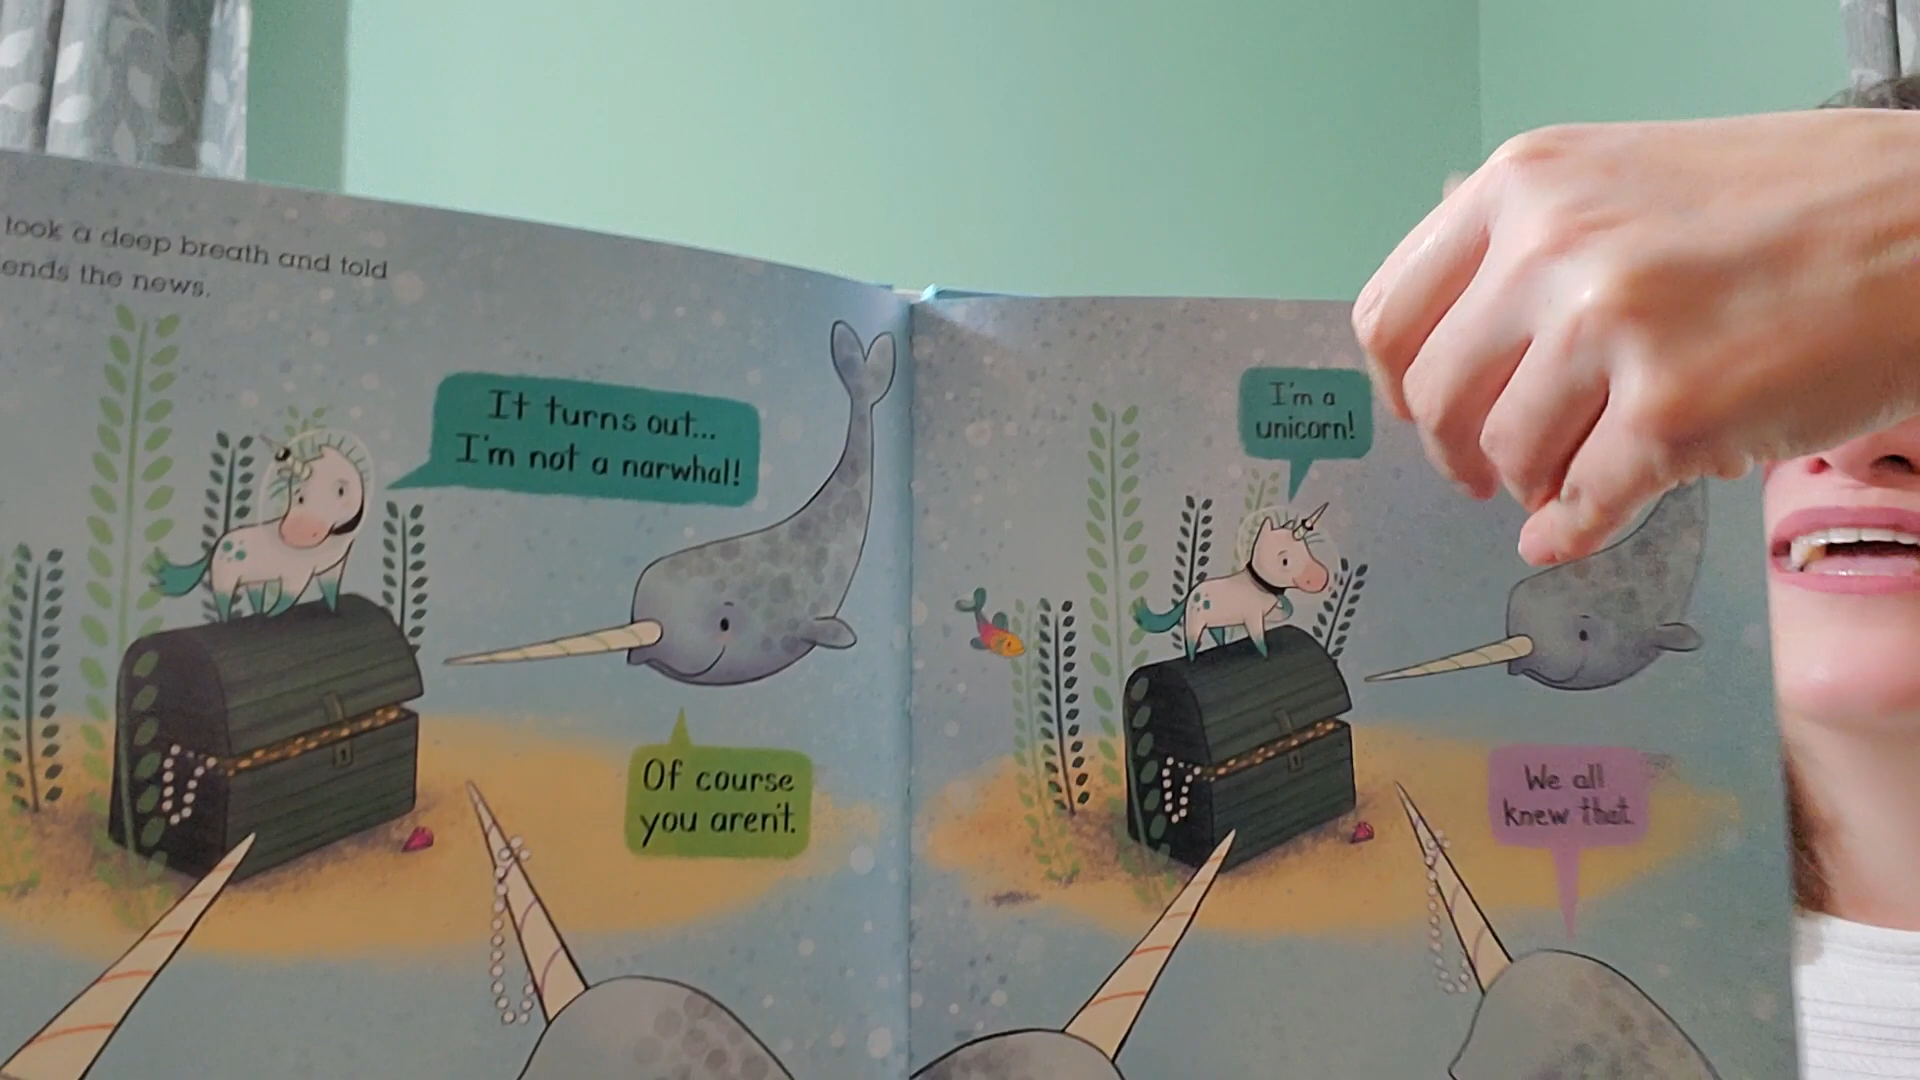 took a deep breath and told
ends the news.
It turns out...
I'm not a narwhal!
Of course
you aren't.
I'm a
unicorn!
We all
knew that.